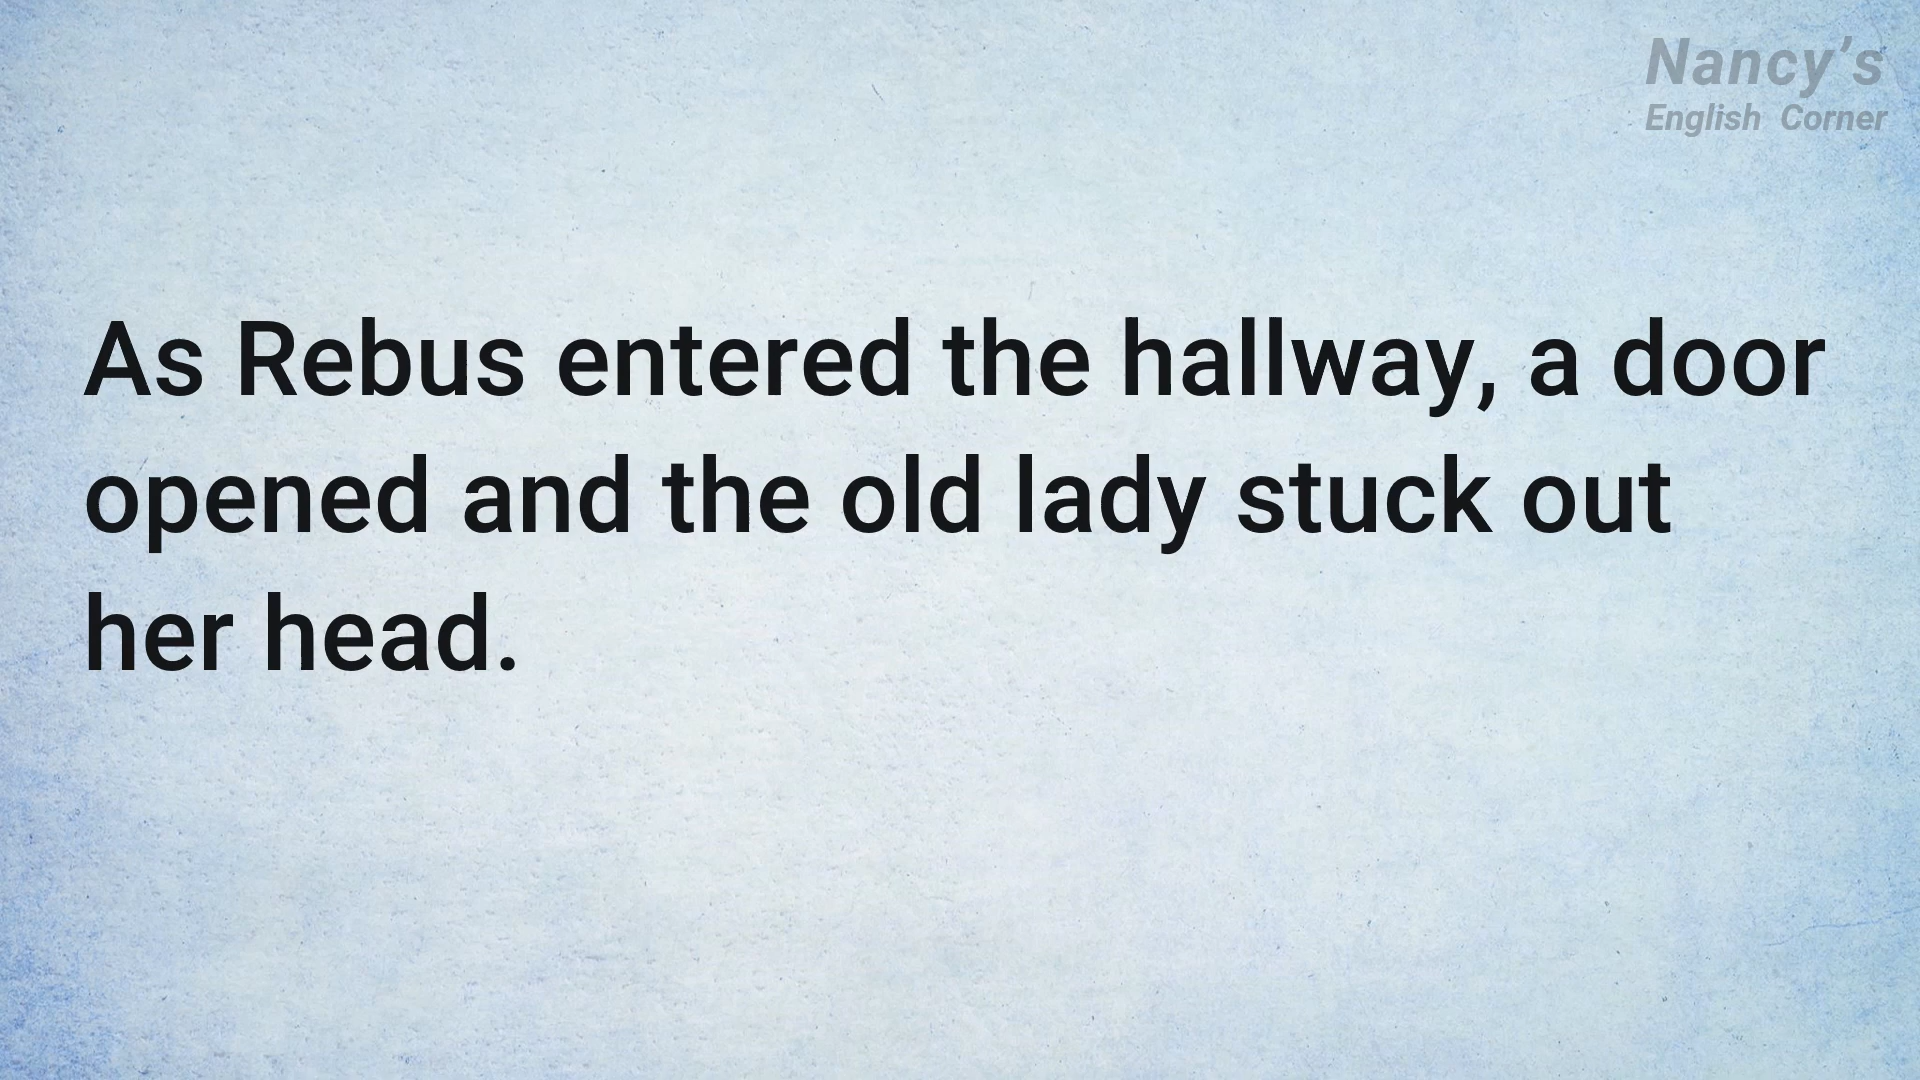 Nancy's
English Corner
As Rebus entered the hallway, a door
opened and the old lady stuck out
her head.